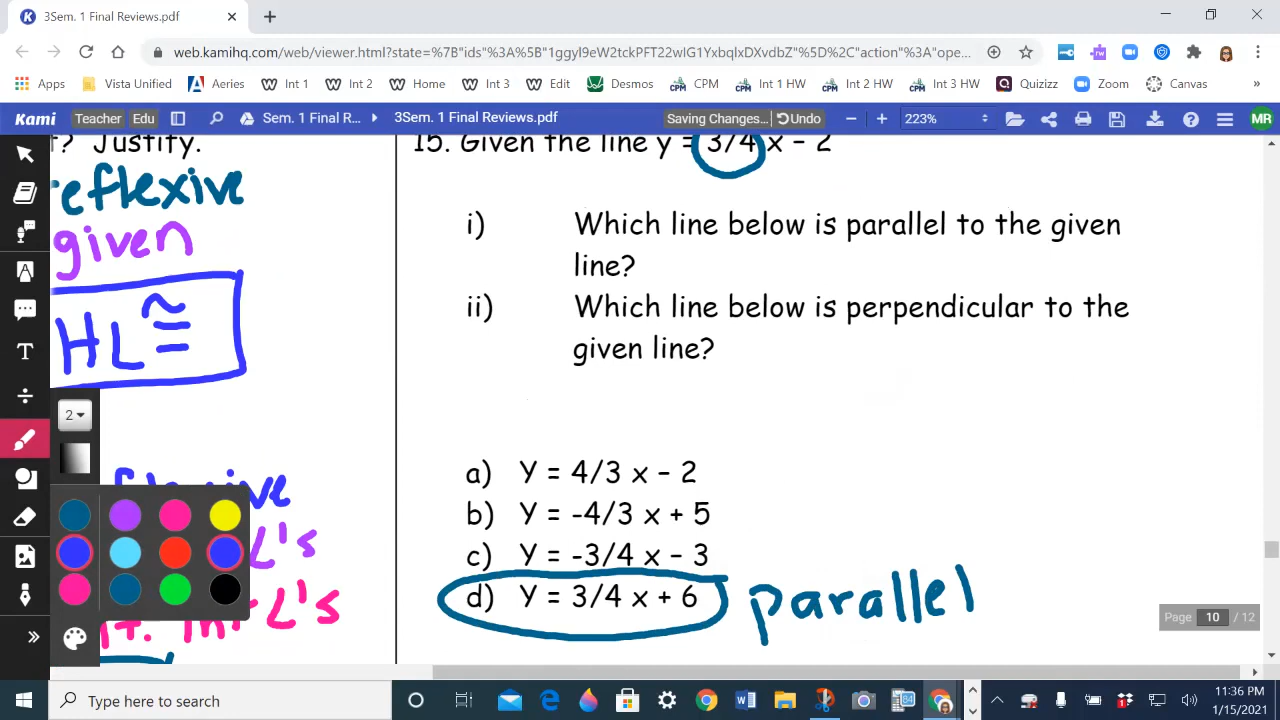 3Sem. 1 Final Reviews.pdf
web.kamihq.com/web/viewer.html?state=%7B"ids"%3A%5B"1ggyI9eW2tckPFT22wlG1YsYqlxDXvdbZ"%5D%2C"action"%3A"ope...
Apps Vista Unified Aeries Int 1 Int 2 Home Int 3 Edit Desmos CPM Int 1 HW Int 2 HW Int 3 HW Quizizz Zoom Canvas
Kami Teacher Edu Sem. 1 Final R... 3Sem. 1 Final Reviews.pdf Saving Changes... Undo 223% MR
t? Justify.
reflexive
given
HL ≅
2
L's
Int L's
15. Given the line y = 3/4 x - 2
i) Which line below is parallel to the given
line?
ii) Which line below is perpendicular to the
given line?
a) Y = 4/3 x - 2
b) Y = -4/3 x + 5
c) Y = -3/4 x - 3
d) Y = 3/4 x + 6 parallel
Page 10 / 12
Type here to search
11:36 PM
1/15/2021